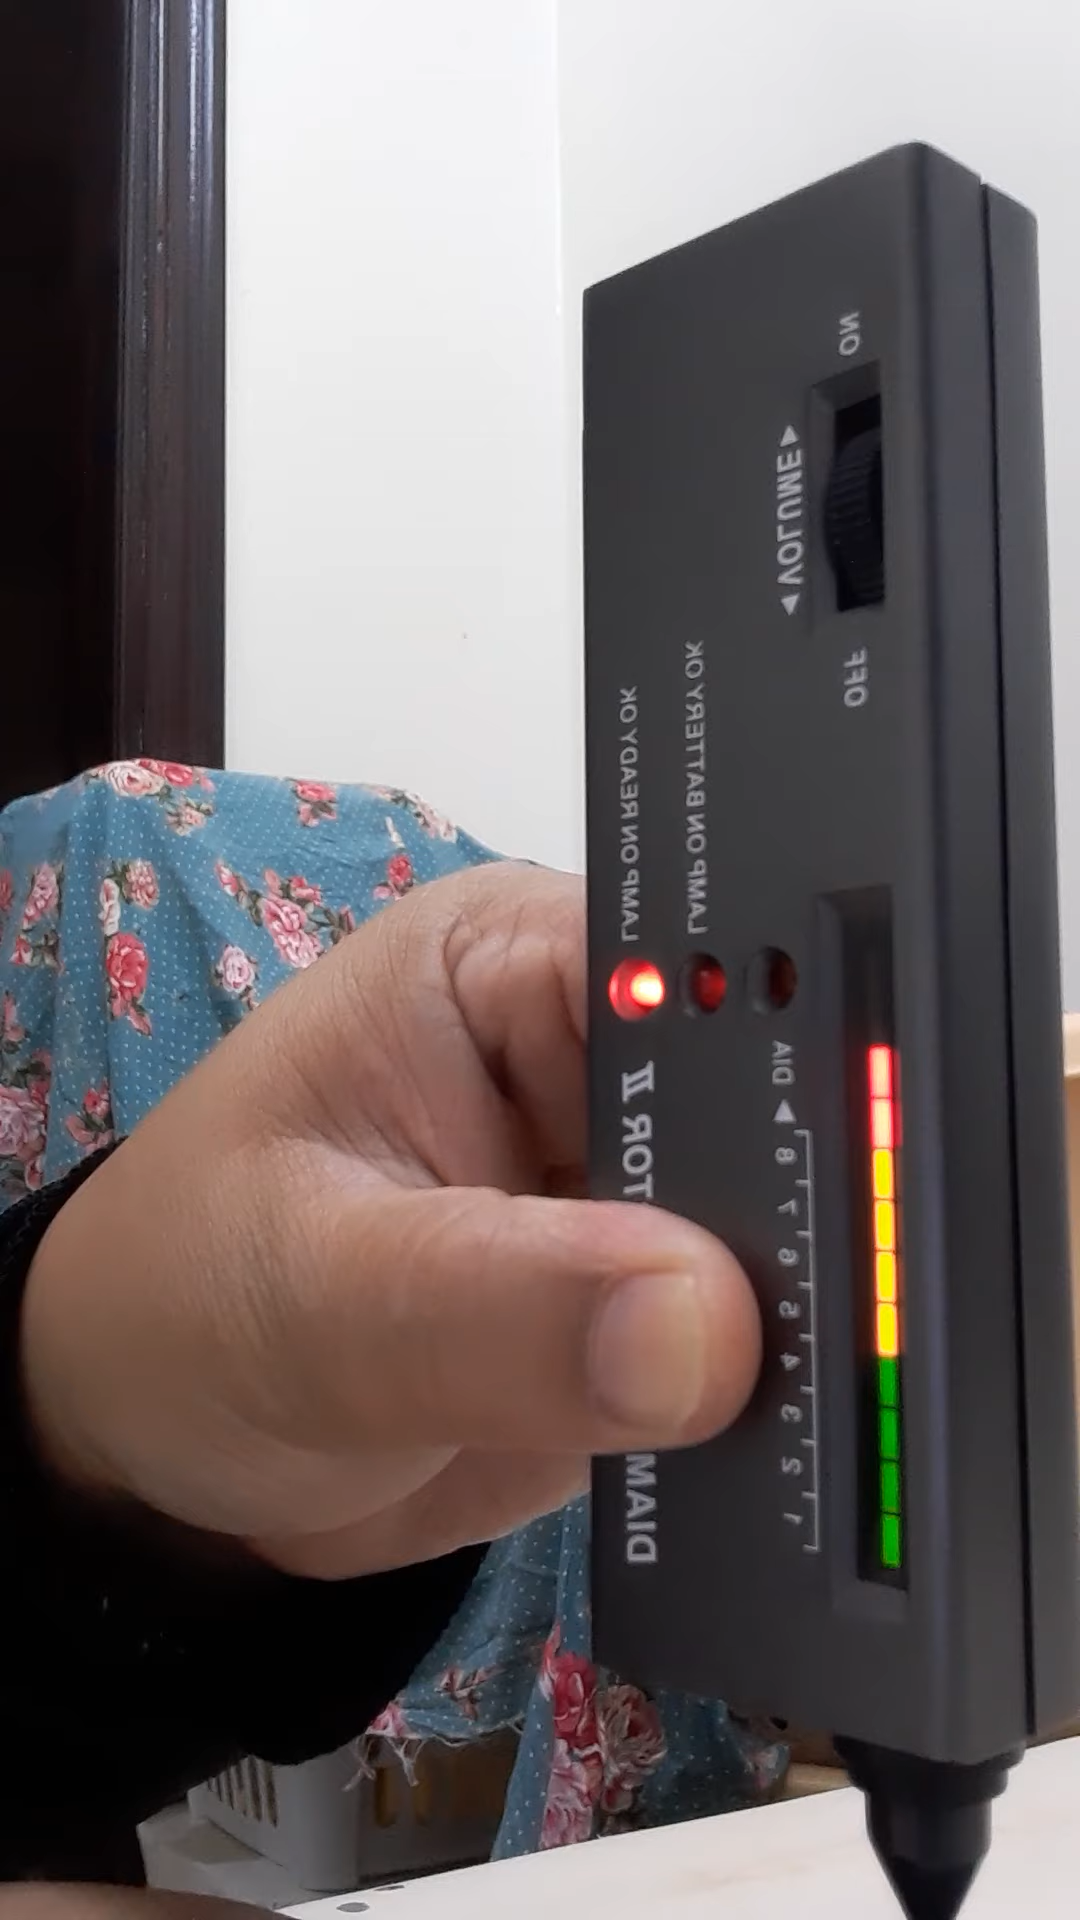 ON
◄VOLUME►
OFF
LAMP ON READY OK
LAMP ON BATTERY OK
DIAM TOR II
1 2 3 4 5 6 7 8 ► DIA